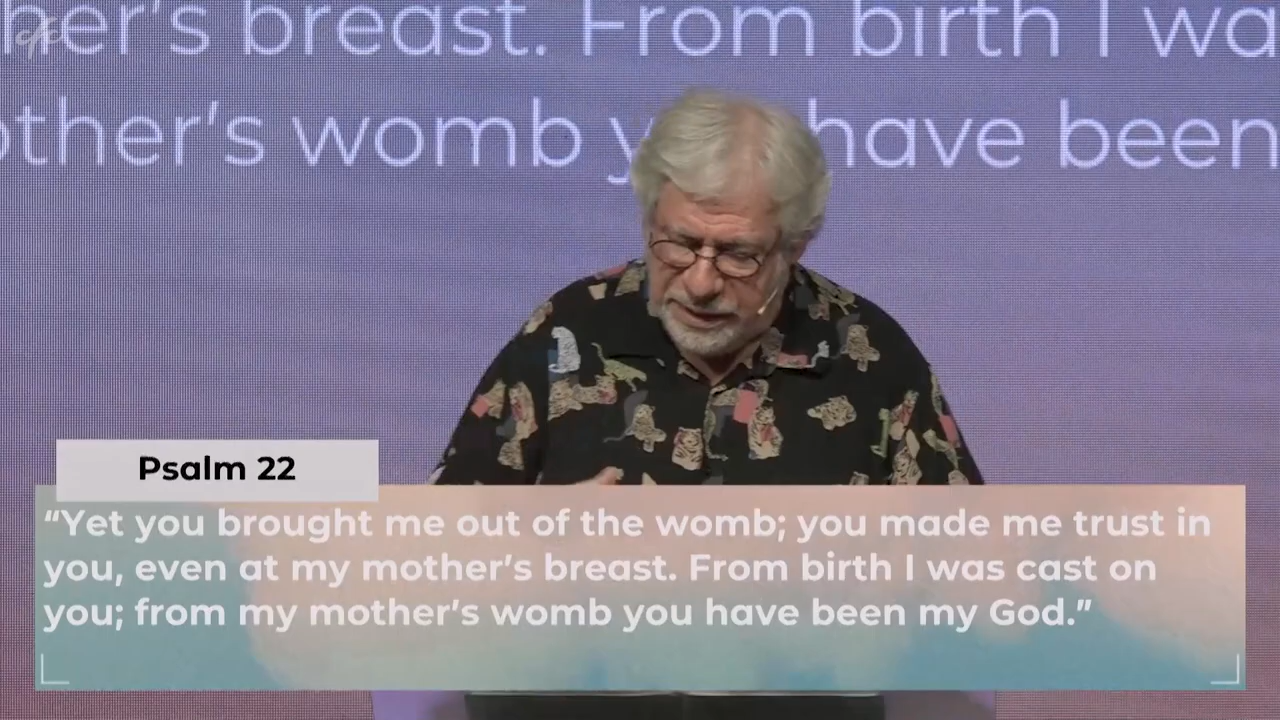 her's breast. From birth I wa
other's womb y have been
Psalm 22
“Yet you brought me out of the womb; you made me trust in
you, even at my mother’s breast. From birth I was cast on
you; from my mother’s womb you have been my God.”